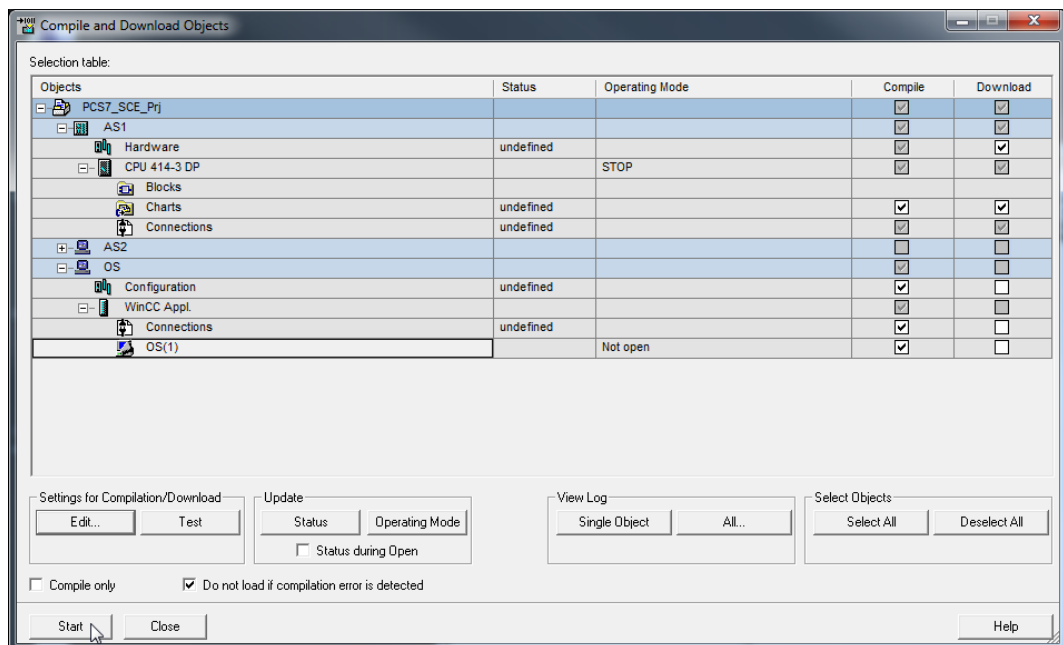 Compile and Download Objects
Selection table:
Objects Status Operating Mode Compile Download
PCS7_SCE_Prj
AS1
Hardware undefined
CPU 414-3 DP STOP
Blocks
Charts undefined
Connections undefined
AS2
OS
Configuration undefined
WinCC Appl.
Connections undefined
OS(1) Not open
Settings for Compilation/Download Update View Log Select Objects
Edit... Test Status Operating Mode Single Object All... Select All Deselect All
Status during Open
Compile only Do not load if compilation error is detected
Start Close Help